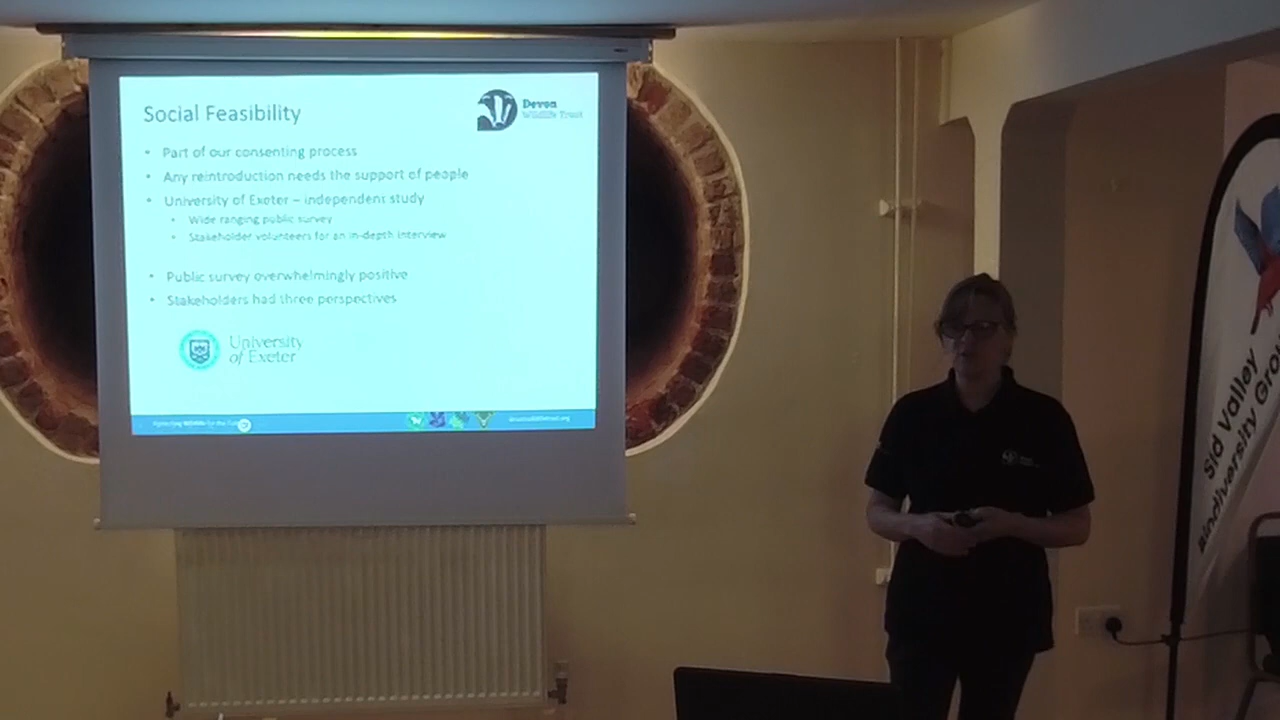 Social Feasibility
Devon
Wildlife Trust
• Part of our consenting process
• Any reintroduction needs the support of people
• University of Exeter – independent study
• Wide ranging public survey
• Stakeholder volunteers for an in-depth interview
• Public survey overwhelmingly positive
• Stakeholders had three perspectives
University
of Exeter
Sid Valley
Biodiversity